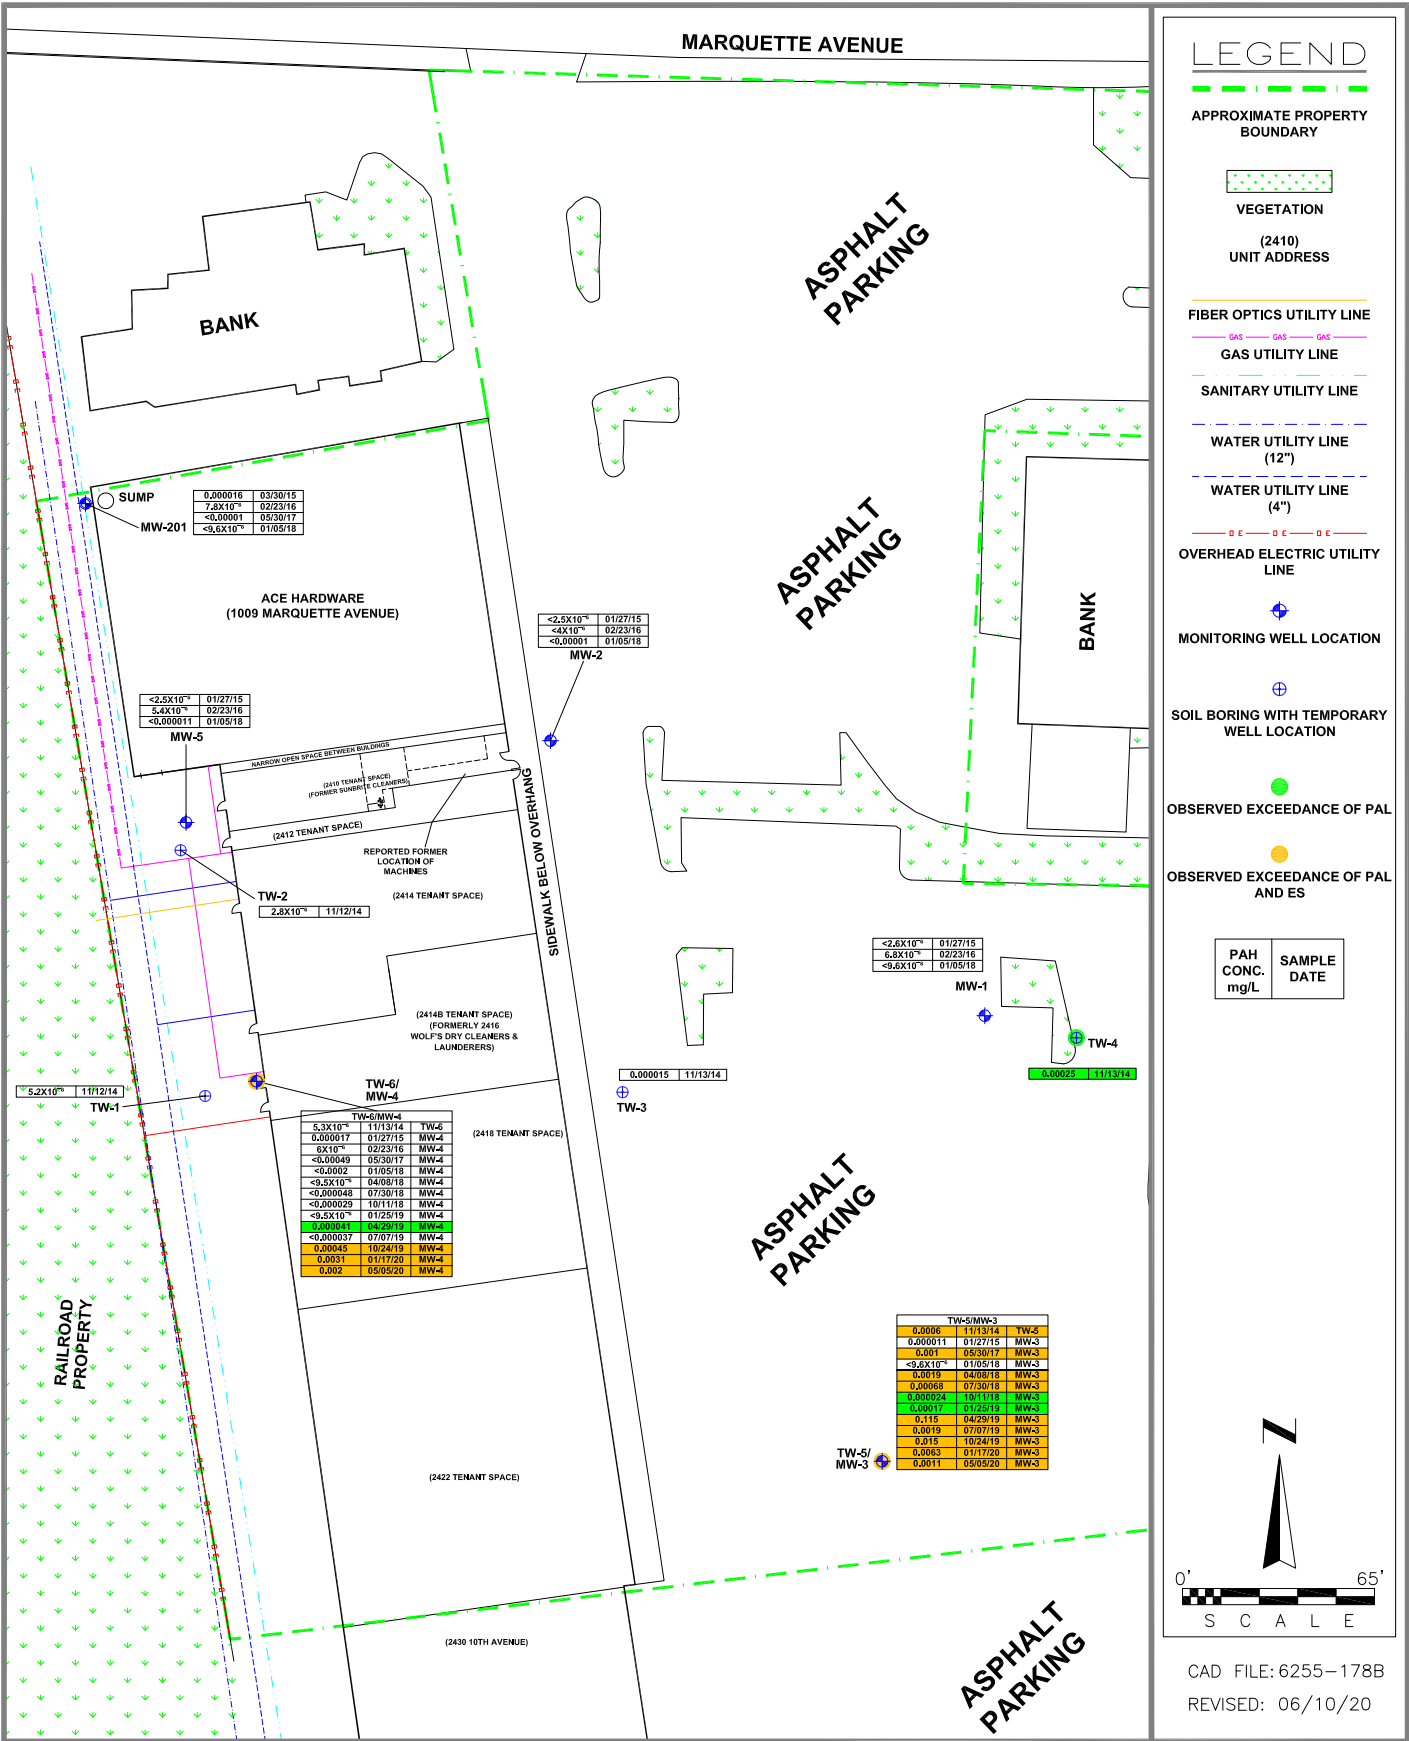 MARQUETTE AVENUE
ASPHALT
PARKING
BANK
SUMP
MW-201
0.000016 03/30/15
7.8X10⁻⁶ 02/23/16
<0.00001 05/30/17
<9.6X10⁻⁶ 01/05/18
ACE HARDWARE
(1009 MARQUETTE AVENUE)
ASPHALT
PARKING
BANK
<2.5X10⁻⁶ 01/27/15
<4X10⁻⁶ 02/23/16
<0.00001 01/05/18
MW-2
<2.5X10⁻⁶ 01/27/15
5.4X10⁻⁶ 02/23/16
<0.000011 01/05/18
MW-5
NARROW OPEN SPACE BETWEEN BUILDINGS
(2410 TENANT SPACE)
(FORMER SUNBRITE CLEANERS)
(2412 TENANT SPACE)
REPORTED FORMER
LOCATION OF
MACHINES
SIDEWALK BELOW OVERHANG
TW-2
2.8X10⁻⁶ 11/12/14
(2414 TENANT SPACE)
<2.6X10⁻⁶ 01/27/15
6.8X10⁻⁶ 02/23/16
<9.6X10⁻⁶ 01/05/18
MW-1
(2414B TENANT SPACE)
(FORMERLY 2416
WOLF'S DRY CLEANERS &
LAUNDERERS)
TW-4
0.00025 11/13/14
0.000015 11/13/14
TW-3
5.2X10⁻⁶ 11/12/14
TW-1
TW-6/
MW-4
TW-6/MW-4
5.3X10⁻⁶ 11/13/14 TW-6
0.000017 01/27/15 MW-4
6X10⁻⁶ 02/23/16 MW-4
<0.00049 05/30/17 MW-4
<0.0002 01/05/18 MW-4
<9.5X10⁻⁶ 04/08/18 MW-4
<0.000048 07/30/18 MW-4
<0.000029 10/11/18 MW-4
<9.5X10⁻⁶ 01/25/19 MW-4
0.000041 04/29/19 MW-4
<0.000037 07/07/19 MW-4
0.00045 10/24/19 MW-4
0.0031 01/17/20 MW-4
0.002 05/05/20 MW-4
(2418 TENANT SPACE)
ASPHALT
PARKING
RAILROAD
PROPERTY
TW-5/MW-3
0.0006 11/13/14 TW-5
0.000011 01/27/15 MW-3
0.001 05/30/17 MW-3
<9.6X10⁻⁶ 01/05/18 MW-3
0.0019 04/08/18 MW-3
0.00068 07/30/18 MW-3
0.000024 10/11/18 MW-3
0.00017 01/25/19 MW-3
0.115 04/29/19 MW-3
0.0019 07/07/19 MW-3
0.015 10/24/19 MW-3
0.0063 01/17/20 MW-3
0.0011 05/05/20 MW-3
TW-5/
MW-3
(2422 TENANT SPACE)
(2430 10TH AVENUE)
ASPHALT
PARKING
LEGEND
APPROXIMATE PROPERTY
BOUNDARY
VEGETATION
(2410)
UNIT ADDRESS
FIBER OPTICS UTILITY LINE
GAS GAS GAS
GAS UTILITY LINE
SANITARY UTILITY LINE
WATER UTILITY LINE
(12")
WATER UTILITY LINE
(4")
O E O E O E
OVERHEAD ELECTRIC UTILITY
LINE
MONITORING WELL LOCATION
SOIL BORING WITH TEMPORARY
WELL LOCATION
OBSERVED EXCEEDANCE OF PAL
OBSERVED EXCEEDANCE OF PAL
AND ES
PAH
CONC.
mg/L
SAMPLE
DATE
N
0' 65'
SCALE
CAD FILE: 6255-178B
REVISED: 06/10/20